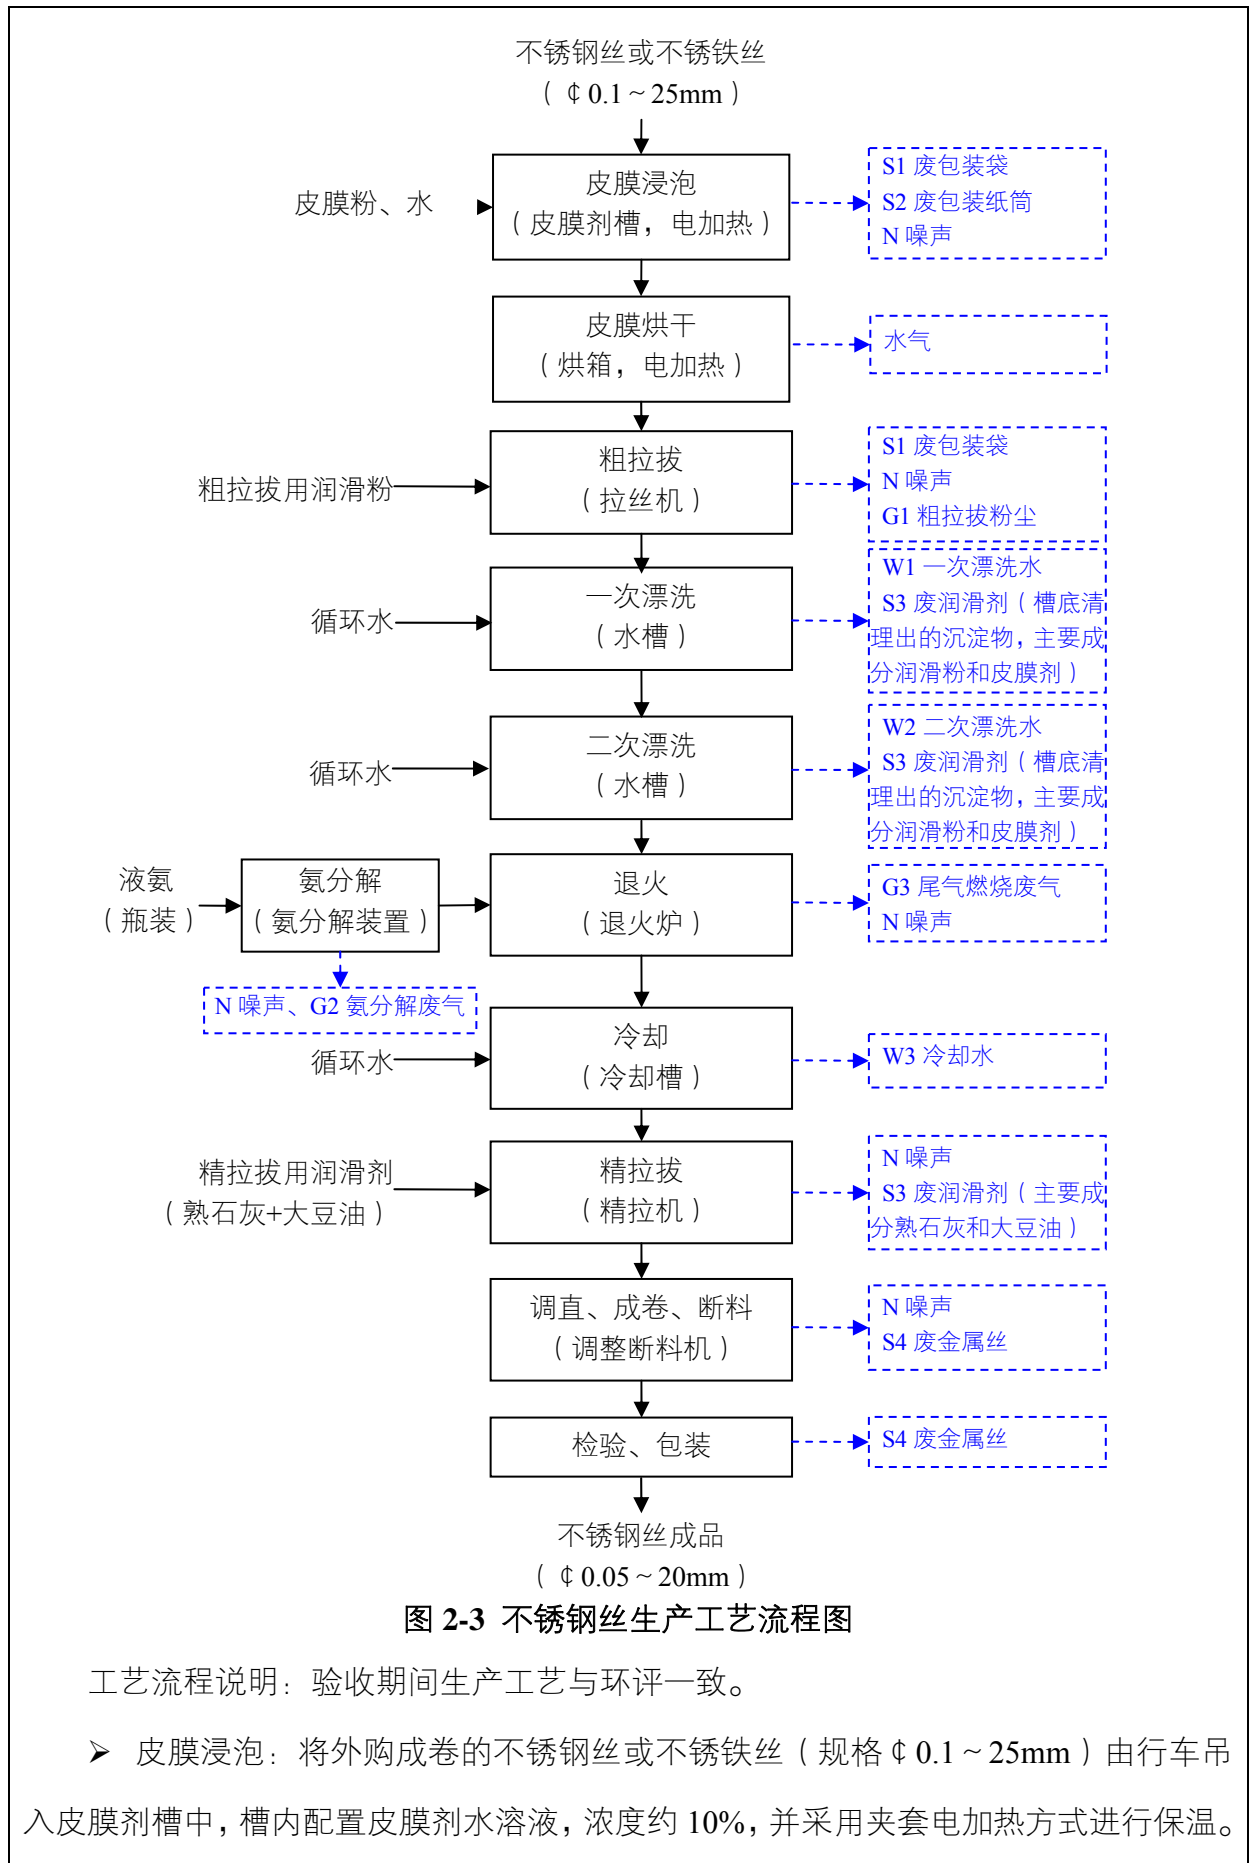 不锈钢丝或不锈铁丝
（￠0.1～25mm）
皮膜粉、水
皮膜浸泡
（皮膜剂槽，电加热）
S1 废包装袋
S2 废包装纸筒
N 噪声
皮膜烘干
（烘箱，电加热）
水气
粗拉拔用润滑粉
粗拉拔
（拉丝机）
S1 废包装袋
N 噪声
G1 粗拉拔粉尘
循环水
一次漂洗
（水槽）
W1 一次漂洗水
S3 废润滑剂（槽底清
理出的沉淀物，主要成
分润滑粉和皮膜剂）
循环水
二次漂洗
（水槽）
W2 二次漂洗水
S3 废润滑剂（槽底清
理出的沉淀物，主要成
分润滑粉和皮膜剂）
液氨
（瓶装）
氨分解
（氨分解装置）
退火
（退火炉）
G3 尾气燃烧废气
N 噪声
N 噪声、G2 氨分解废气
循环水
冷却
（冷却槽）
W3 冷却水
精拉拔用润滑剂
（熟石灰+大豆油）
精拉拔
（精拉机）
N 噪声
S3 废润滑剂（主要成
分熟石灰和大豆油）
调直、成卷、断料
（调整断料机）
N 噪声
S4 废金属丝
检验、包装
S4 废金属丝
不锈钢丝成品
（￠0.05～20mm）
图 2-3 不锈钢丝生产工艺流程图
工艺流程说明：验收期间生产工艺与环评一致。
➢ 皮膜浸泡：将外购成卷的不锈钢丝或不锈铁丝（规格￠0.1～25mm）由行车吊
入皮膜剂槽中，槽内配置皮膜剂水溶液，浓度约 10%，并采用夹套电加热方式进行保温。